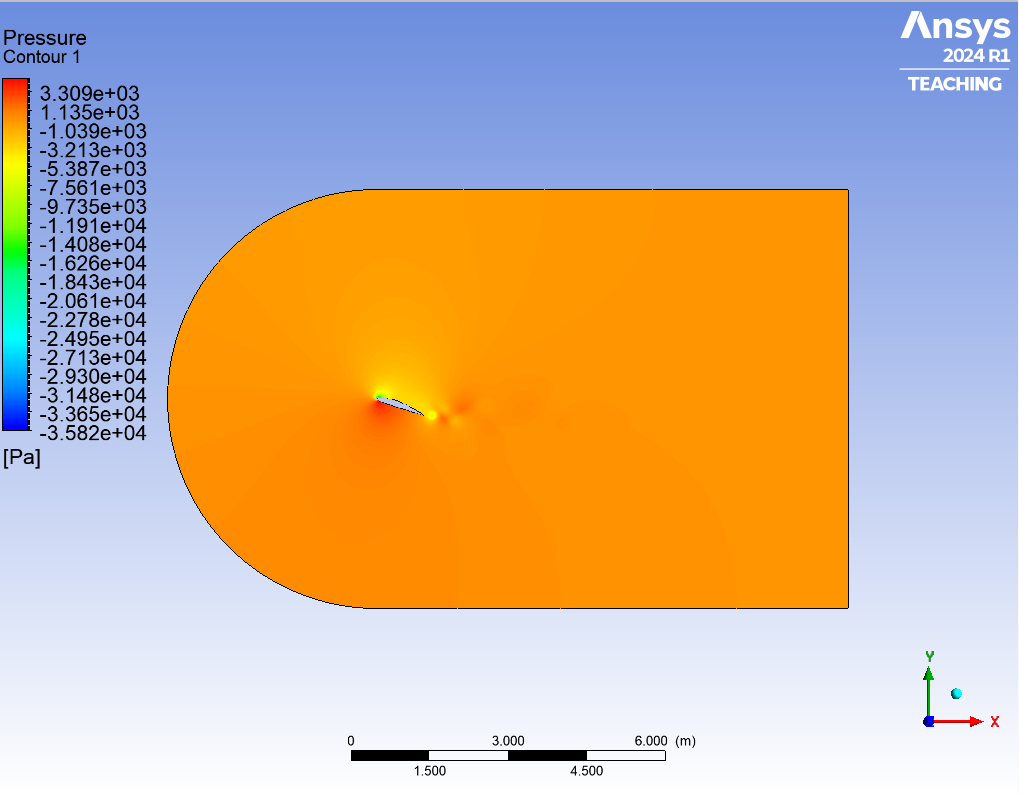 Pressure
Contour 1
3.309e+03
1.135e+03
-1.039e+03
-3.213e+03
-5.387e+03
-7.561e+03
-9.735e+03
-1.191e+04
-1.408e+04
-1.626e+04
-1.843e+04
-2.061e+04
-2.278e+04
-2.495e+04
-2.713e+04
-2.930e+04
-3.148e+04
-3.365e+04
-3.582e+04
[Pa]
Ansys
2024 R1
TEACHING
Y
X
0 3.000 6.000 (m)
1.500 4.500